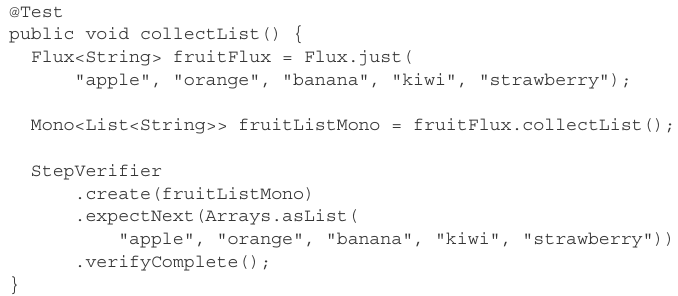 @Test
public void collectList() {
  Flux<String> fruitFlux = Flux.just(
      "apple", "orange", "banana", "kiwi", "strawberry");
  Mono<List<String>> fruitListMono = fruitFlux.collectList();
  StepVerifier
      .create(fruitListMono)
      .expectNext(Arrays.asList(
          "apple", "orange", "banana", "kiwi", "strawberry"))
      .verifyComplete();
}